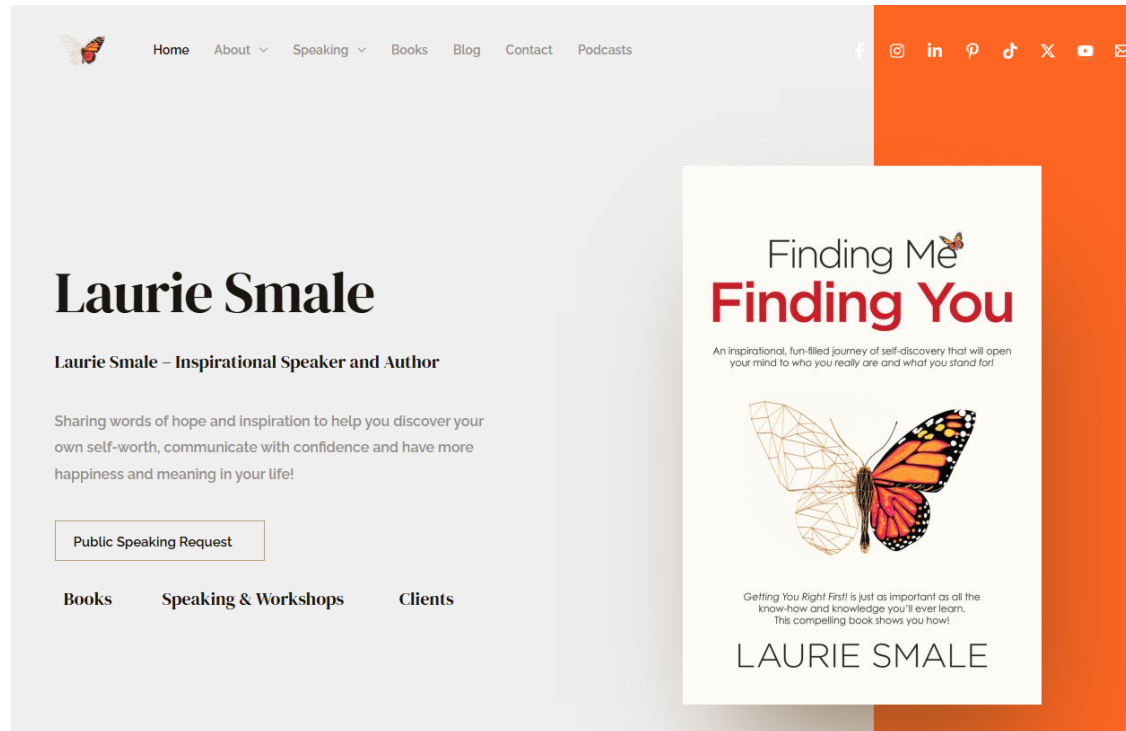 Home
About
Speaking
Books
Blog
Contact
Podcasts
Laurie Smale
Laurie Smale – Inspirational Speaker and Author
Sharing words of hope and inspiration to help you discover your
own self-worth, communicate with confidence and have more
happiness and meaning in your life!
Public Speaking Request
Books
Speaking & Workshops
Clients
Finding Me
Finding You
An inspirational, fun-filled journey of self-discovery that will open
your mind to who you really are and what you stand for!
Getting You Right First! is just as important as all the
know-how and knowledge you'll ever learn.
This compelling book shows you how!
LAURIE SMALE